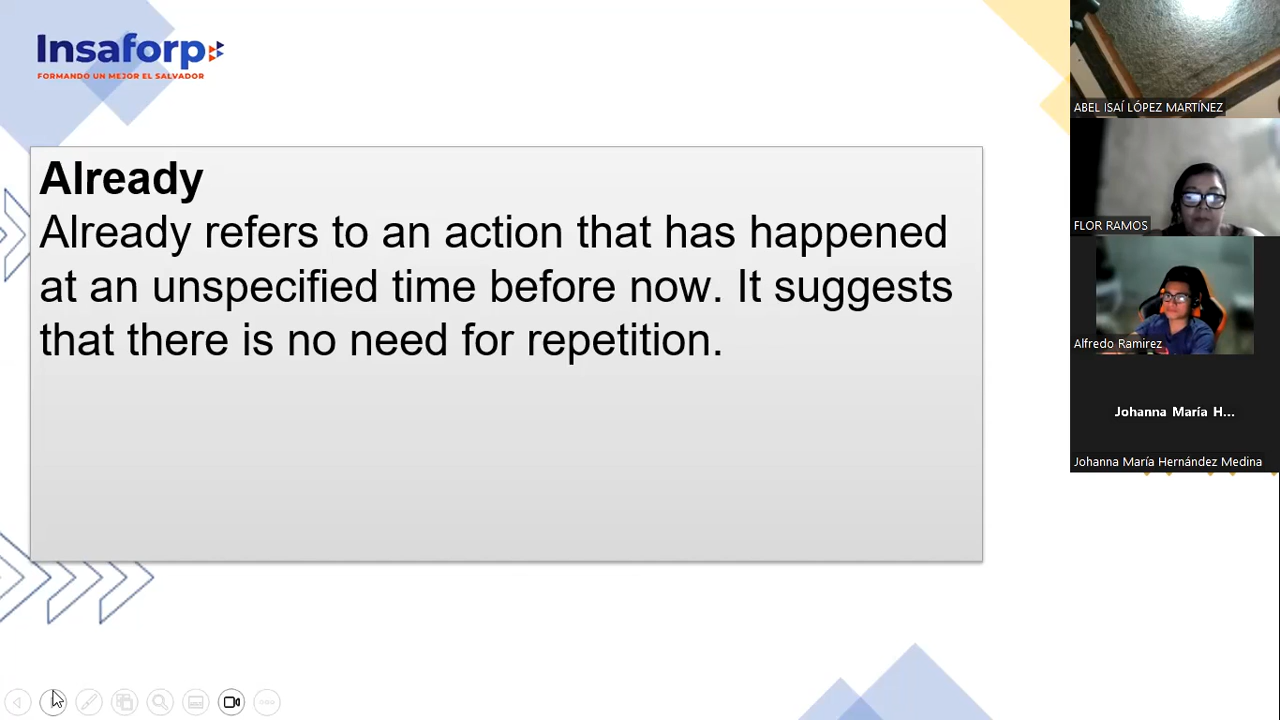 Insaforp
FORMANDO UN MEJOR EL SALVADOR
Already
Already refers to an action that has happened
at an unspecified time before now. It suggests
that there is no need for repetition.
ABEL ISAÍ LÓPEZ MARTÍNEZ
FLOR RAMOS
Alfredo Ramirez
Johanna María H...
Johanna María Hernández Medina